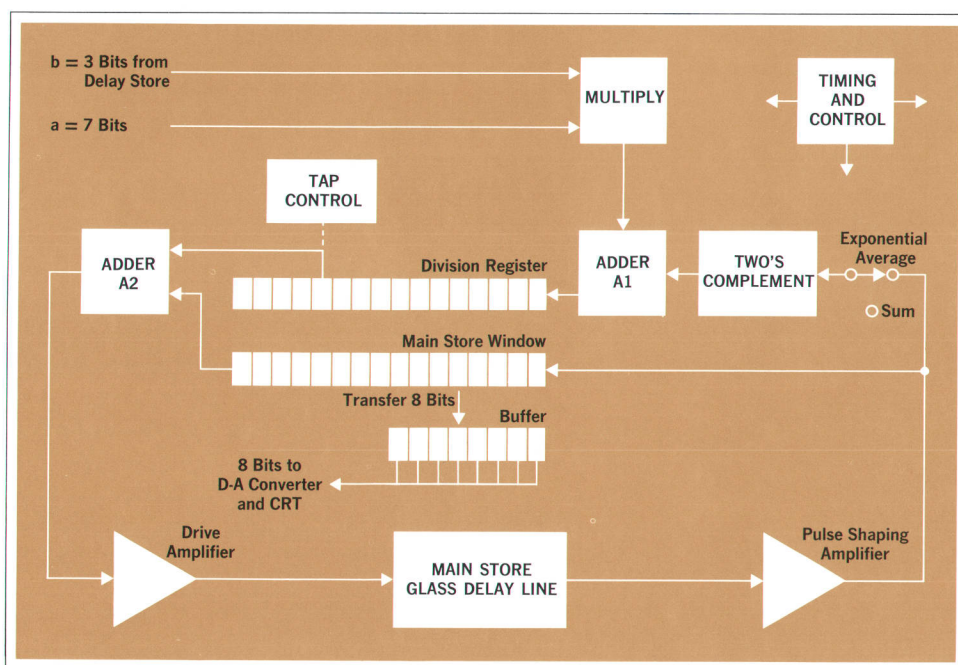 b = 3 Bits from
Delay Store
a = 7 Bits
MULTIPLY
TIMING
AND
CONTROL
TAP
CONTROL
ADDER
A2
Division Register
ADDER
A1
TWO'S
COMPLEMENT
Exponential
Average
Sum
Main Store Window
Transfer 8 Bits
Buffer
8 Bits to
D-A Converter
and CRT
Drive
Amplifier
MAIN STORE
GLASS DELAY LINE
Pulse Shaping
Amplifier